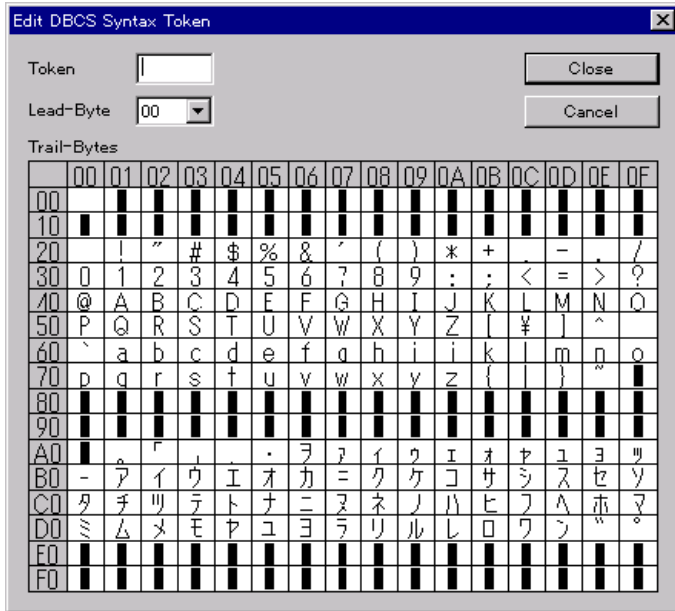 Edit DBCS Syntax Token
Token
Close
Lead-Byte 00
Cancel
Trail-Bytes
00 01 02 03 04 05 06 07 08 09 0A 0B 0C 0D 0E 0F
00
10
20 ! " # $ % & ' ( ) * + , - . /
30 0 1 2 3 4 5 6 7 8 9 : ; < = > ?
40 @ A B C D E F G H I J K L M N O
50 P Q R S T U V W X Y Z [ ¥ ] ^
60 ` a b c d e f g h i j k l m n o
70 p q r s t u v w x y z { | } ~
80
90
A0 。 「 」 、 ・ ヲ ァ ィ ゥ ェ ォ ャ ュ ョ ッ
B0 ー ア イ ウ エ オ カ キ ク ケ コ サ シ ス セ ソ
C0 タ チ ツ テ ト ナ ニ ヌ ネ ノ ハ ヒ フ ヘ ホ マ
D0 ミ ム メ モ ヤ ユ ヨ ラ リ ル レ ロ ワ ン ゛ ゜
E0
F0